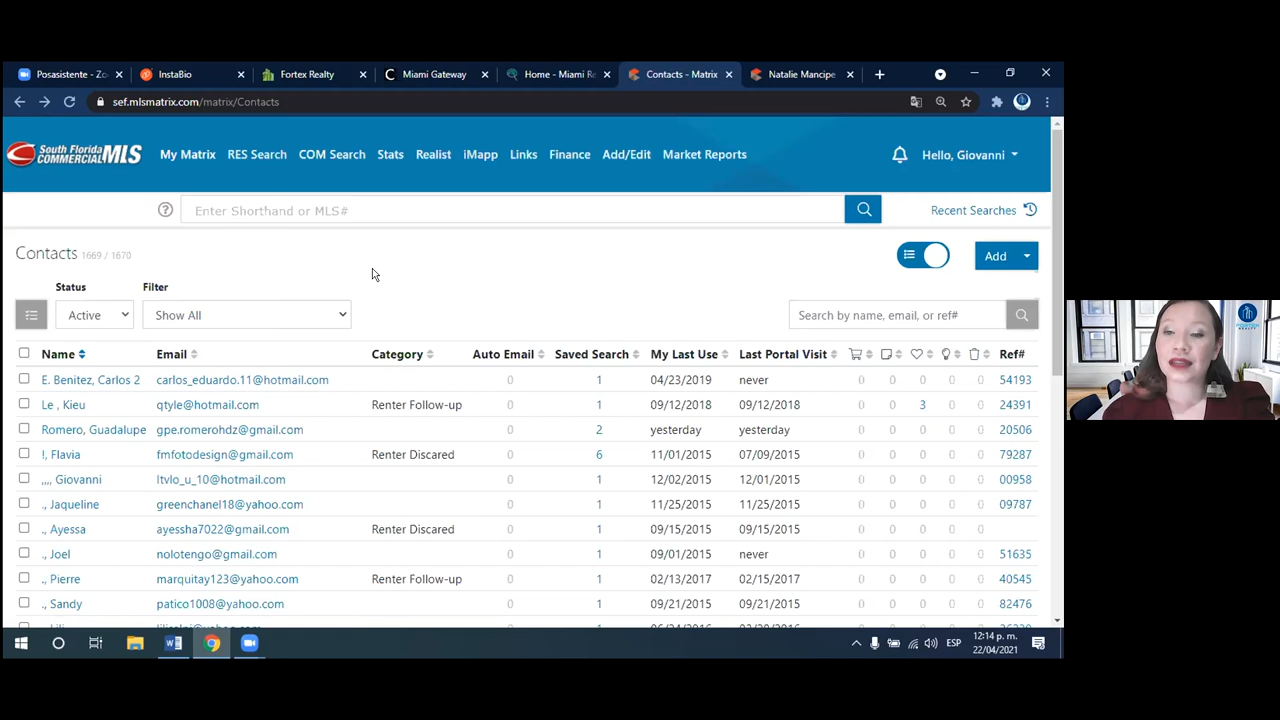 Posasistente - Zo
InstaBio
Fortex Realty
Miami Gateway
Home - Miami Re
Contacts - Matrix
Natalie Mancipe
sef.mlsmatrix.com/matrix/Contacts
South Florida
COMMERCIAL MLS
My Matrix
RES Search
COM Search
Stats
Realist
iMapp
Links
Finance
Add/Edit
Market Reports
Hello, Giovanni
Enter Shorthand or MLS#
Recent Searches
Contacts 1669 / 1670
Add
Status
Filter
Active
Show All
Search by name, email, or ref#
Name Email Category Auto Email Saved Search My Last Use Last Portal Visit Ref#
E. Benitez, Carlos 2 carlos_eduardo.11@hotmail.com 0 1 04/23/2019 never 0 0 0 0 0 54193
Le , Kieu qtyle@hotmail.com Renter Follow-up 0 1 09/12/2018 09/12/2018 0 0 3 0 0 24391
Romero, Guadalupe gpe.romerohdz@gmail.com 0 2 yesterday yesterday 0 0 0 0 0 20506
!, Flavia fmfotodesign@gmail.com Renter Discared 0 6 11/01/2015 07/09/2015 0 0 0 0 0 79287
,,,, Giovanni ltvlo_u_10@hotmail.com 0 1 12/02/2015 12/01/2015 0 0 0 0 0 00958
., Jaqueline greenchanel18@yahoo.com 0 1 11/25/2015 11/25/2015 0 0 0 0 0 09787
., Ayessa ayessha7022@gmail.com Renter Discared 0 1 09/15/2015 09/15/2015 0 0 0 0 0
., Joel nolotengo@gmail.com 0 1 09/01/2015 never 0 0 0 0 0 51635
., Pierre marquitay123@yahoo.com Renter Follow-up 0 1 02/13/2017 02/15/2017 0 0 0 0 0 40545
., Sandy patico1008@yahoo.com 0 1 09/21/2015 09/21/2015 0 0 0 0 0 82476
ESP
12:14 p. m.
22/04/2021